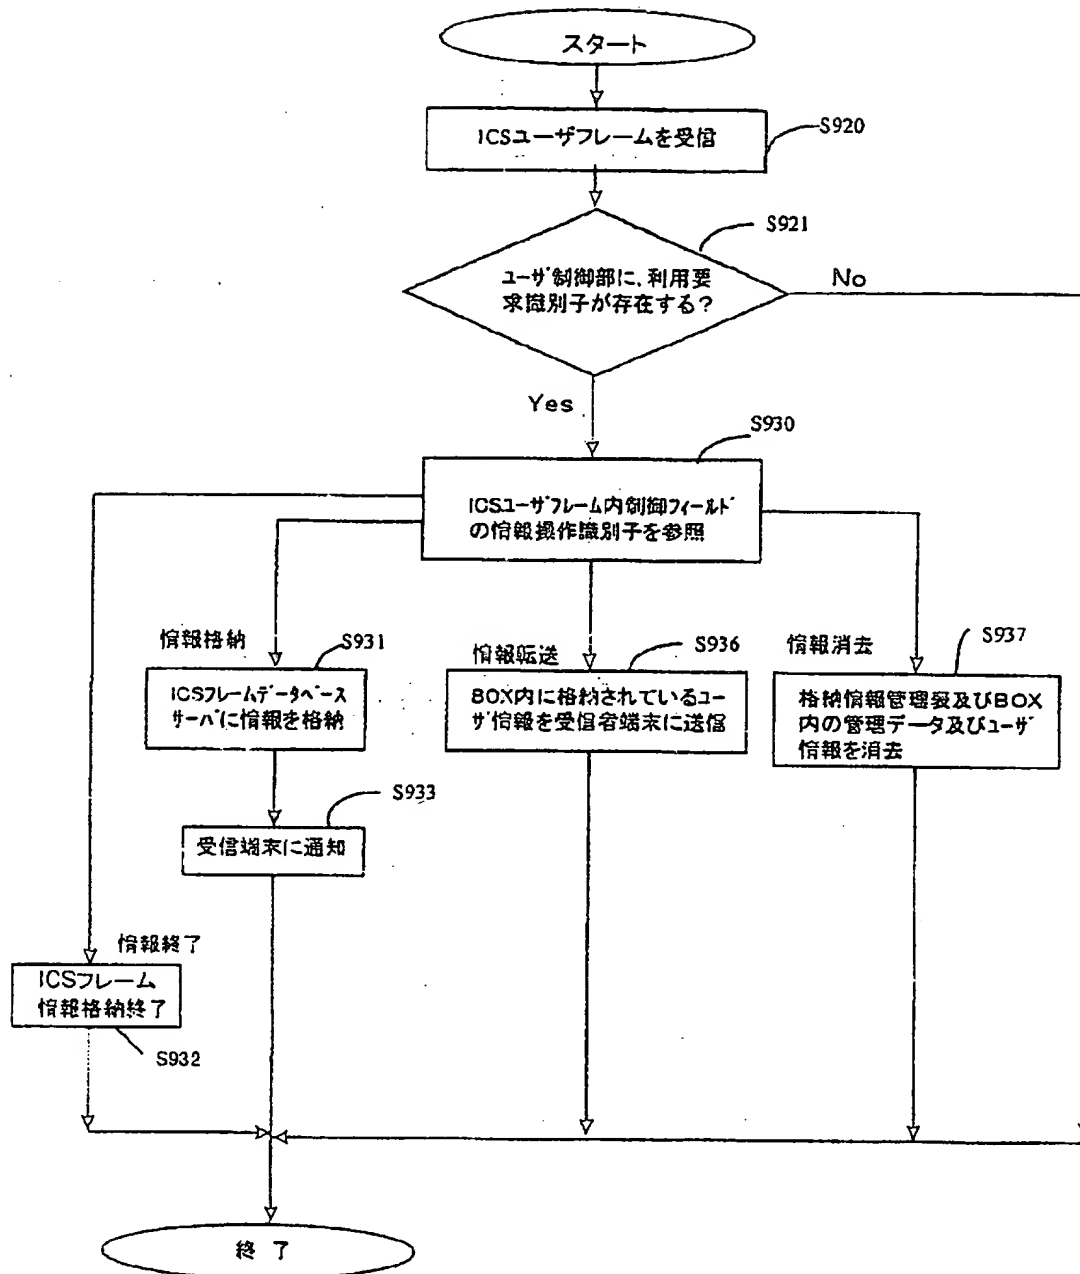 スタート
ICSユーザフレームを受信
S920
S921
ユーザ制御部に、利用要
求識別子が存在する？
No
Yes
S930
ICSユーザフレーム内制御フィールド
の情報操作識別子を参照
情報格納
S931
ICSフレームデータベース
サーバに情報を格納
情報転送
S936
BOX内に格納されているユー
ザ情報を受信者端末に送信
情報消去
S937
格納情報管理表及びBOX
内の管理データ及びユーザ
情報を消去
S933
受信端末に通知
情報終了
ICSフレーム
情報格納終了
S932
終了